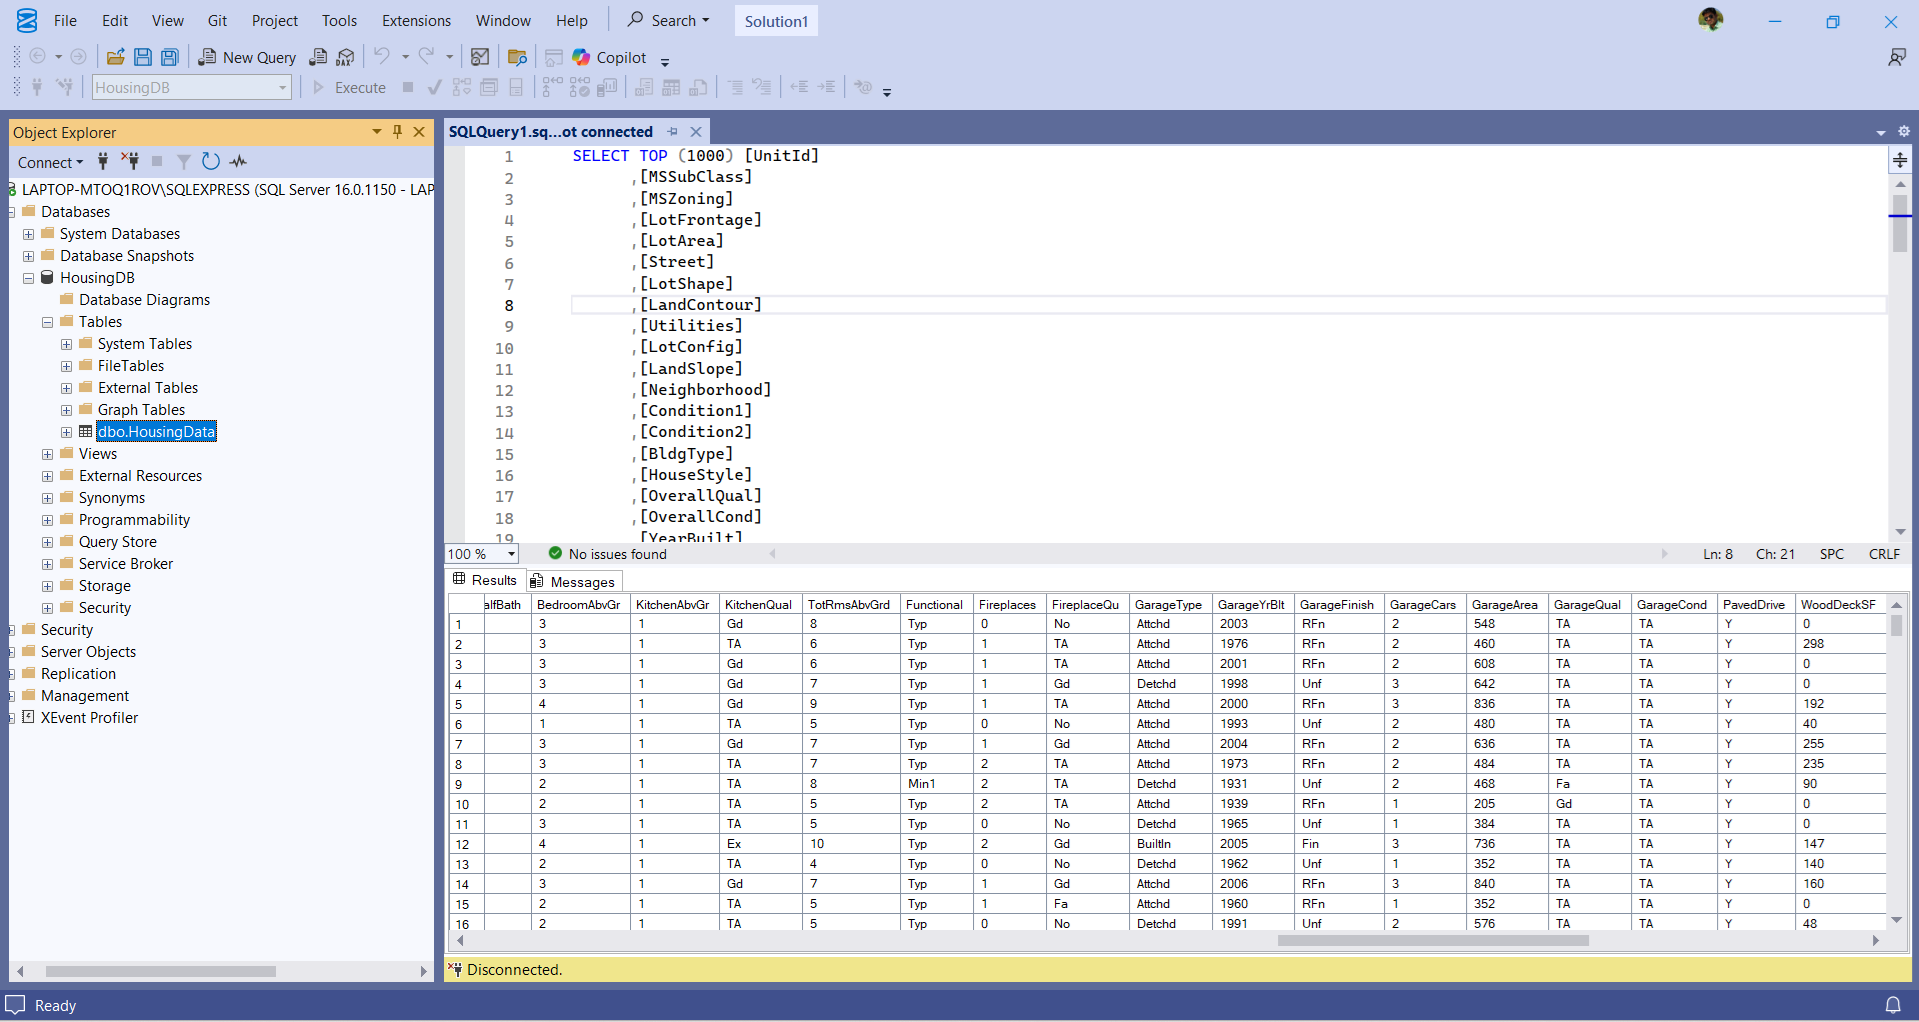 File Edit View Git Project Tools Extensions Window Help Search Solution1
New Query DAX Copilot
HousingDB Execute
Object Explorer
Connect
LAPTOP-MTOQ1ROV\SQLEXPRESS (SQL Server 16.0.1150 - LAP
Databases
System Databases
Database Snapshots
HousingDB
Database Diagrams
Tables
System Tables
FileTables
External Tables
Graph Tables
dbo.HousingData
Views
External Resources
Synonyms
Programmability
Query Store
Service Broker
Storage
Security
Security
Server Objects
Replication
Management
XEvent Profiler
SQLQuery1.sq...ot connected
1 SELECT TOP (1000) [UnitId]
2 ,[MSSubClass]
3 ,[MSZoning]
4 ,[LotFrontage]
5 ,[LotArea]
6 ,[Street]
7 ,[LotShape]
8 ,[LandContour]
9 ,[Utilities]
10 ,[LotConfig]
11 ,[LandSlope]
12 ,[Neighborhood]
13 ,[Condition1]
14 ,[Condition2]
15 ,[BldgType]
16 ,[HouseStyle]
17 ,[OverallQual]
18 ,[OverallCond]
19 ,[YearBuilt]
100 % No issues found Ln: 8 Ch: 21 SPC CRLF
Results Messages
alfBath BedroomAbvGr KitchenAbvGr KitchenQual TotRmsAbvGrd Functional Fireplaces FireplaceQu GarageType GarageYrBlt GarageFinish GarageCars GarageArea GarageQual GarageCond PavedDrive WoodDeckSF
1 3 1 Gd 8 Typ 0 No Attchd 2003 RFn 2 548 TA TA Y 0
2 3 1 TA 6 Typ 1 TA Attchd 1976 RFn 2 460 TA TA Y 298
3 3 1 Gd 6 Typ 1 TA Attchd 2001 RFn 2 608 TA TA Y 0
4 3 1 Gd 7 Typ 1 Gd Detchd 1998 Unf 3 642 TA TA Y 0
5 4 1 Gd 9 Typ 1 TA Attchd 2000 RFn 3 836 TA TA Y 192
6 1 1 TA 5 Typ 0 No Attchd 1993 Unf 2 480 TA TA Y 40
7 3 1 Gd 7 Typ 1 Gd Attchd 2004 RFn 2 636 TA TA Y 255
8 3 1 TA 7 Typ 2 TA Attchd 1973 RFn 2 484 TA TA Y 235
9 2 1 TA 8 Min1 2 TA Detchd 1931 Unf 2 468 Fa TA Y 90
10 2 1 TA 5 Typ 2 TA Attchd 1939 RFn 1 205 Gd TA Y 0
11 3 1 TA 5 Typ 0 No Detchd 1965 Unf 1 384 TA TA Y 0
12 4 1 Ex 10 Typ 2 Gd BuiltIn 2005 Fin 3 736 TA TA Y 147
13 2 1 TA 4 Typ 0 No Detchd 1962 Unf 1 352 TA TA Y 140
14 3 1 Gd 7 Typ 1 Gd Attchd 2006 RFn 3 840 TA TA Y 160
15 2 1 TA 5 Typ 1 Fa Attchd 1960 RFn 1 352 TA TA Y 0
16 2 1 TA 5 Typ 0 No Detchd 1991 Unf 2 576 TA TA Y 48
Disconnected.
Ready